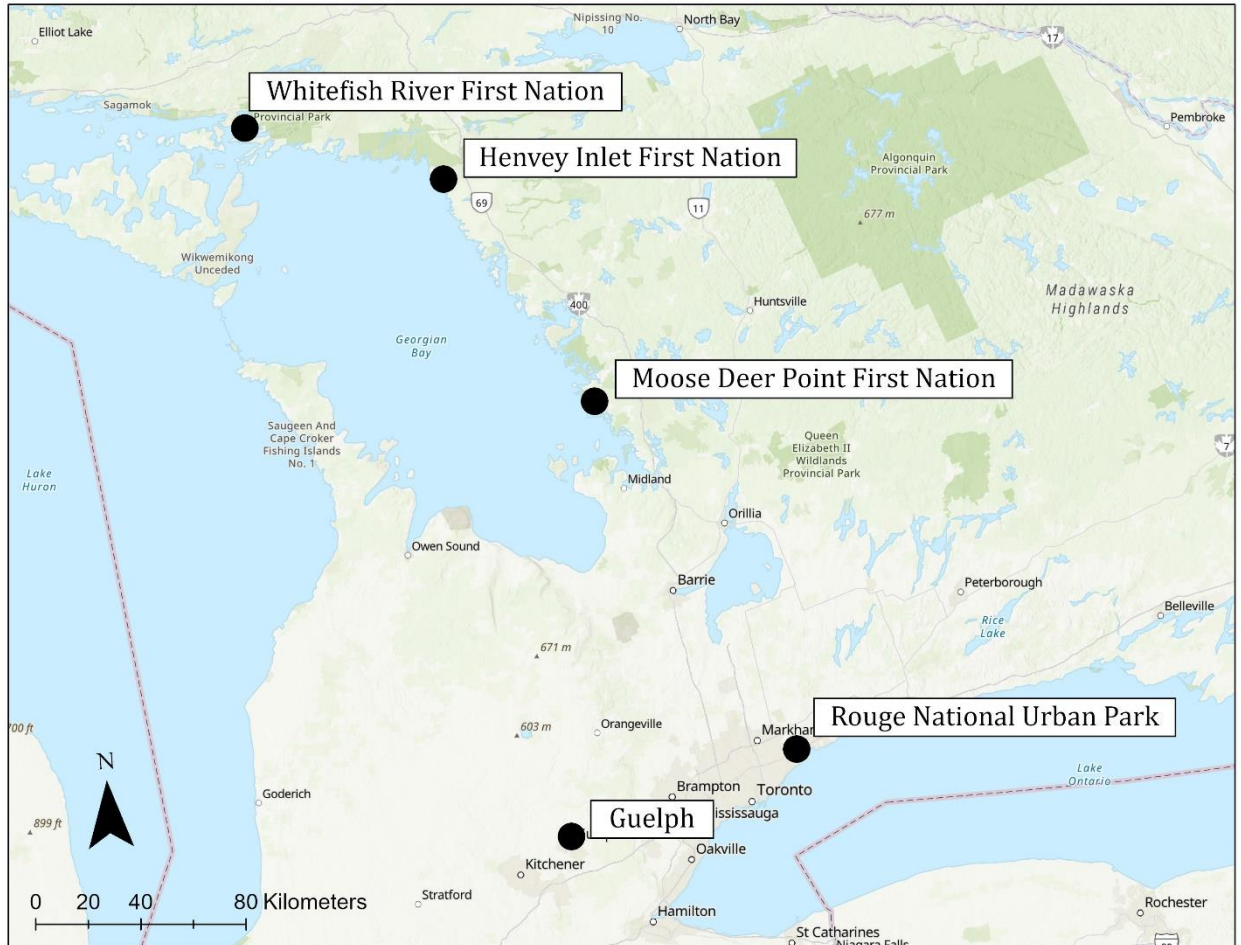 Elliot Lake
Nipissing No.
10
North Bay
17
Whitefish River First Nation
Sagamok
Provincial Park
Pembroke
Henvey Inlet First Nation
Algonquin
Provincial Park
69
11
677 m
Wikwemikong
Unceded
Madawaska
Highlands
400
Huntsville
Georgian
Bay
Moose Deer Point First Nation
Saugeen And
Cape Croker
Fishing Islands
No. 1
Queen
Elizabeth II
Wildlands
Provincial Park
7
Lake
Huron
Midland
Orillia
Owen Sound
Barrie
Peterborough
Belleville
Rice
Lake
671 m
Rouge National Urban Park
700 ft
603 m
Orangeville
Markham
Lake
Ontario
N
Brampton
Goderich
Toronto
Guelph
ississauga
899 ft
Oakville
Kitchener
0 20 40 80 Kilometers
Stratford
Hamilton
Rochester
St Catharines
Niagara Falls